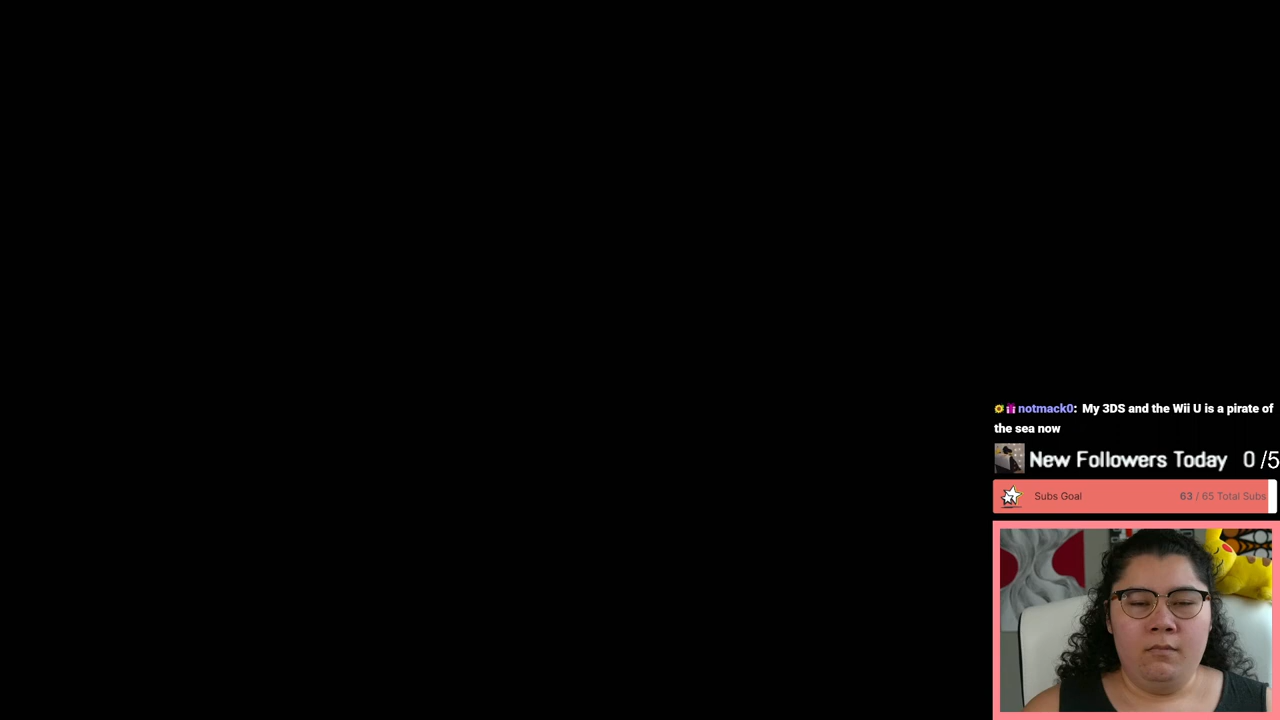 notmack0: My 3DS and the Wii U is a pirate of
the sea now
New Followers Today 0 /5
Subs Goal 63 / 65 Total Subs